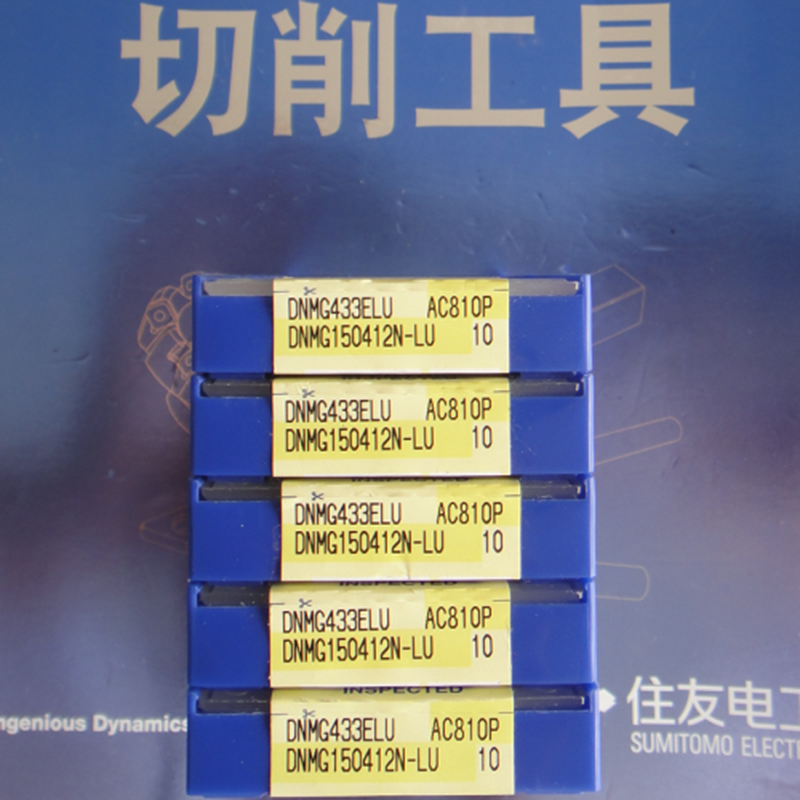 切削工具
DNMG433ELU AC810P
DNMG150412N-LU 10
DNMG433ELU AC810P
DNMG150412N-LU 10
DNMG433ELU AC810P
DNMG150412N-LU 10
INSPECTED
DNMG433ELU AC810P
DNMG150412N-LU 10
INSPECTED
DNMG433ELU AC810P
DNMG150412N-LU 10
ngenious Dynamics
住友电工
SUMITOMO ELECT